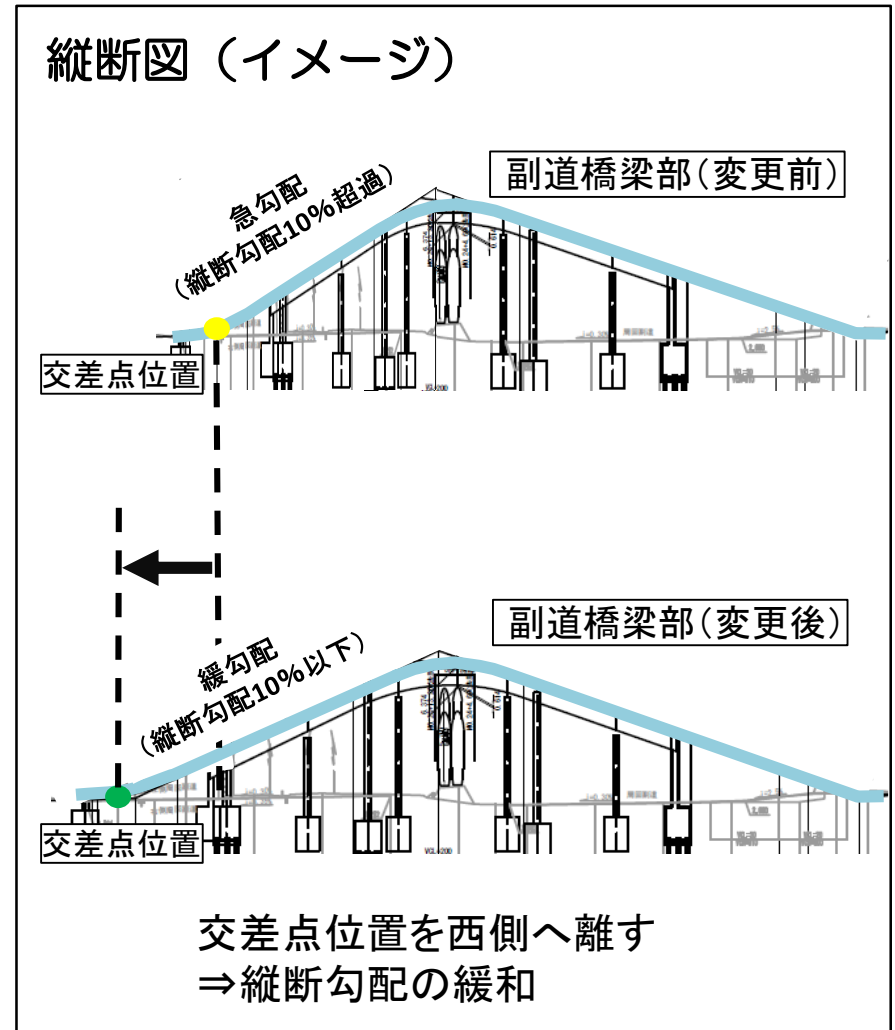 縦断図（イメージ）
副道橋梁部（変更前）
急勾配
（縦断勾配10％超過）
交差点位置
副道橋梁部（変更後）
緩勾配
（縦断勾配10％以下）
交差点位置
交差点位置を西側へ離す
⇒縦断勾配の緩和